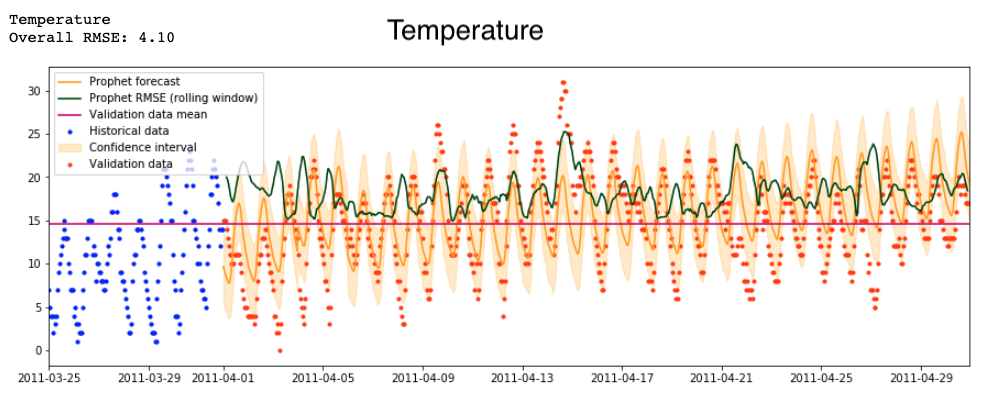 Temperature
Overall RMSE: 4.10
Temperature
Prophet forecast
Prophet RMSE (rolling window)
Validation data mean
Historical data
Confidence interval
Validation data
30
25
20
15
10
5
0
2011-03-25 2011-03-29 2011-04-01 2011-04-05 2011-04-09 2011-04-13 2011-04-17 2011-04-21 2011-04-25 2011-04-29